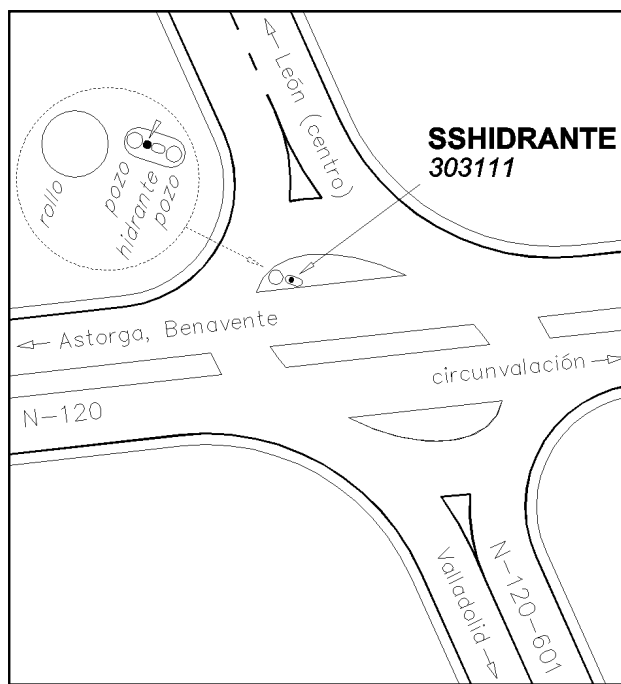 León (centro)
SSHIDRANTE
303111
rollo
pozo
hidrante
pozo
Astorga, Benavente
circunvalación
N-120
Valladolid
N-120-601